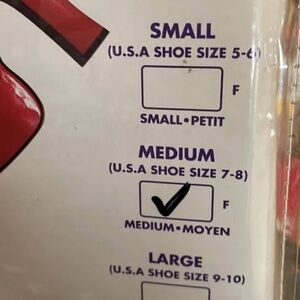 SMALL
(U.S.A SHOE SIZE 5-6)
F
SMALL•PETIT
MEDIUM
(U.S.A SHOE SIZE 7-8)
F
MEDIUM•MOYEN
LARGE
(U.S.A SHOE SIZE 9-10)